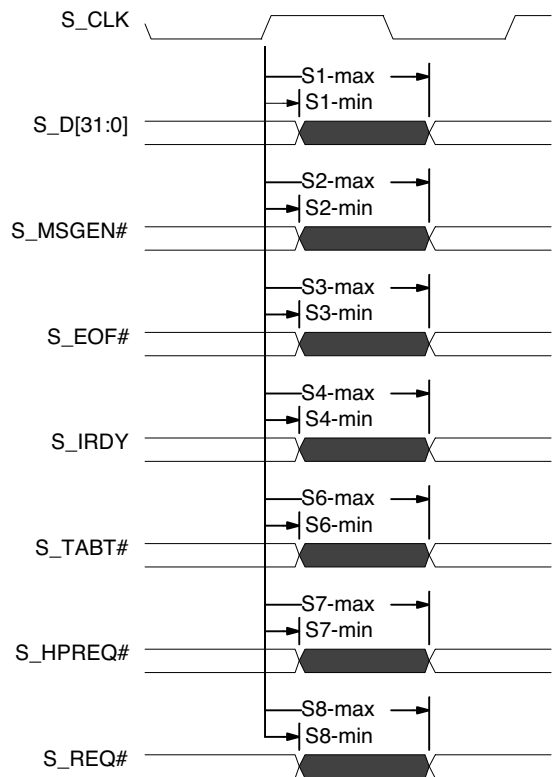 S_CLK
S1-max
S1-min
S_D[31:0]
S2-max
S2-min
S_MSGEN#
S3-max
S3-min
S_EOF#
S4-max
S4-min
S_IRDY
S6-max
S6-min
S_TABT#
S7-max
S7-min
S_HPREQ#
S8-max
S8-min
S_REQ#